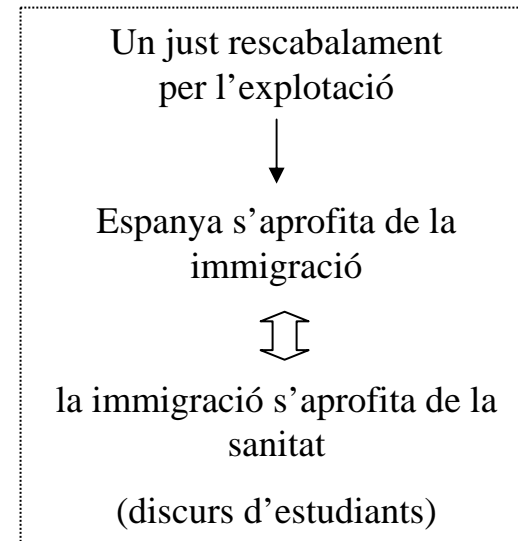 Un just rescabalament
per l’explotació
Espanya s’aprofita de la
immigració
la immigració s’aprofita de la
sanitat
(discurs d’estudiants)